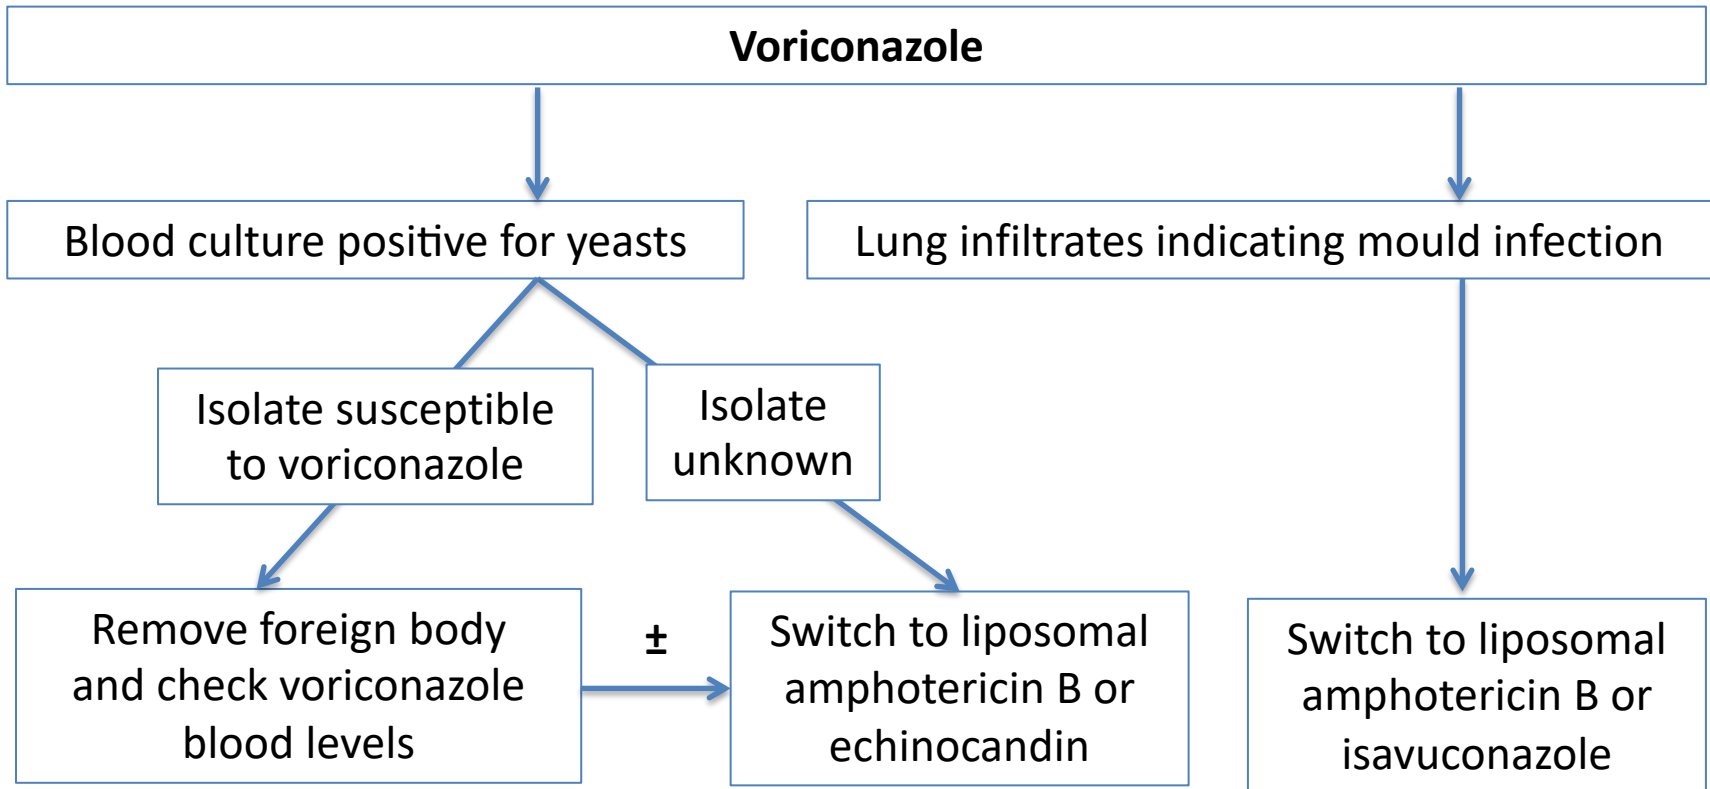 Voriconazole
Blood culture positive for yeasts
Lung infiltrates indicating mould infection
Isolate susceptible
to voriconazole
Isolate
unknown
Remove foreign body
and check voriconazole
blood levels
±
Switch to liposomal
amphotericin B or
echinocandin
Switch to liposomal
amphotericin B or
isavuconazole